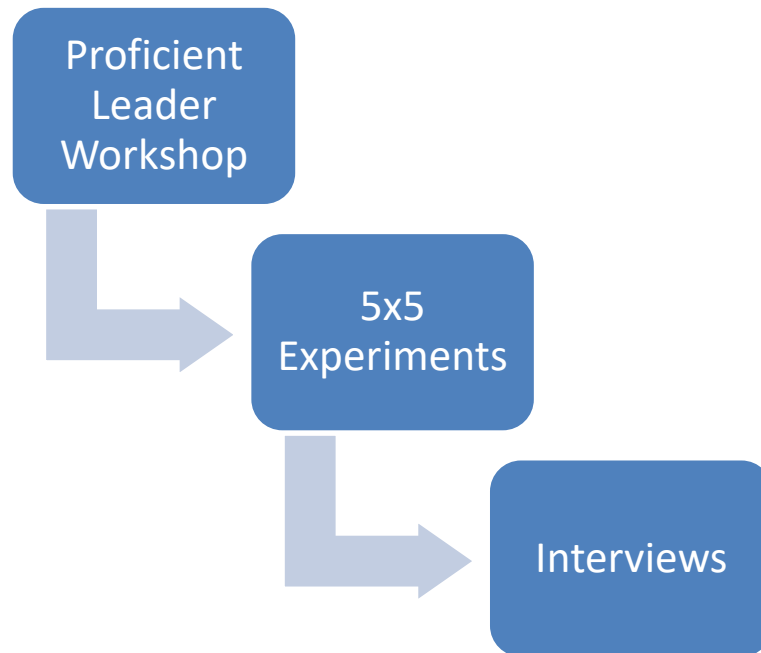 Proficient
Leader
Workshop
5x5
Experiments
Interviews